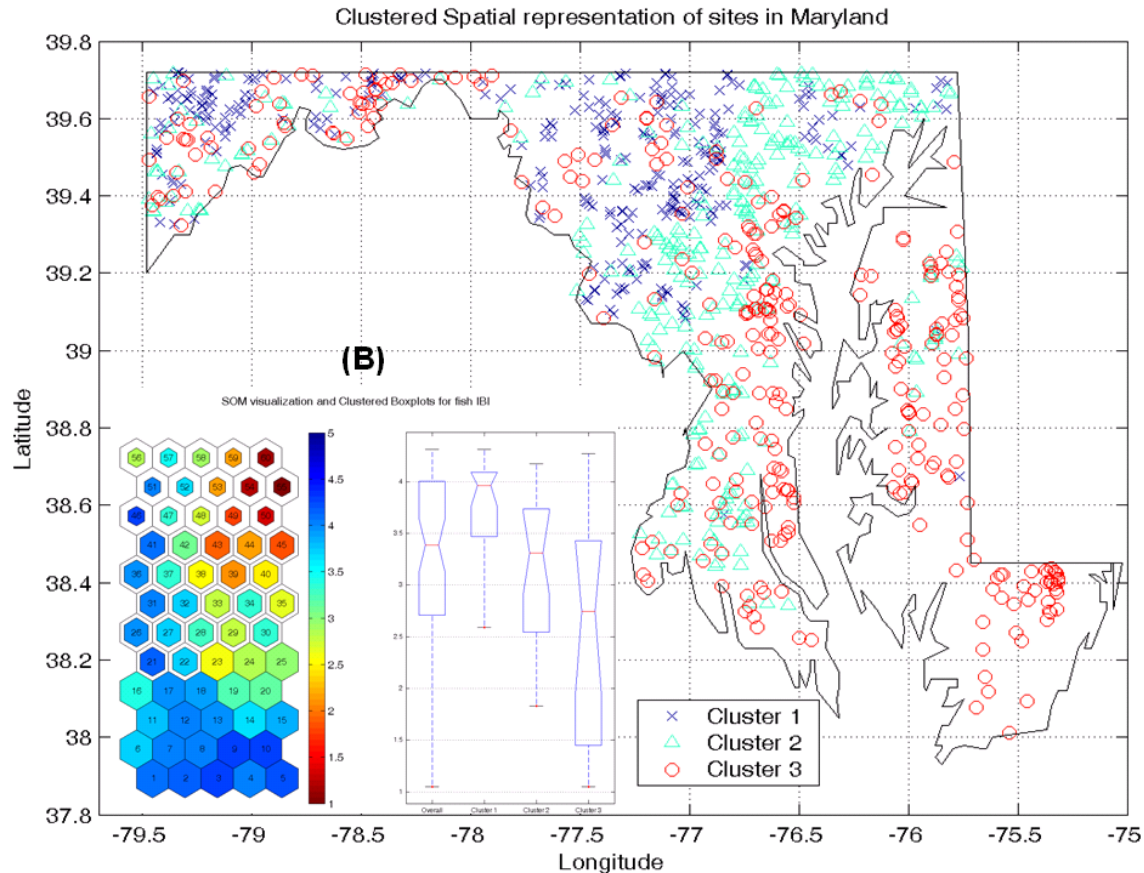 Clustered Spatial representation of sites in Maryland
39.8
39.6
39.4
39.2
39
38.8
38.6
38.4
38.2
38
37.8
Latitude
-79.5 -79 -78.5 -78 -77.5 -77 -76.5 -76 -75.5 -75
Longitude
(B)
SOM visualization and Clustered Boxplots for fish IBI
56 57 58 59
51 52 53
47 48 49
41 42 43 44 45
36 37 38 39 40
31 32 33 34 35
26 27 28 29 30
21 22 23 24 25
16 17 18 19 20
11 12 13 14 15
6 7 8 9 10
1 2 3 4 5
5
4.5
4
3.5
3
2.5
2
1.5
1
4
3.5
3
2.5
2
1.5
1
Overall Cluster 1 Cluster 2 Cluster 3
Cluster 1
Cluster 2
Cluster 3